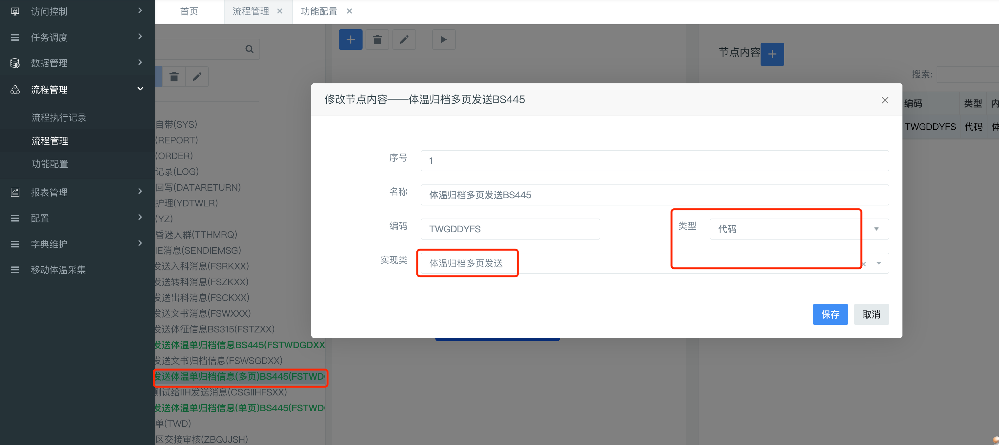 访问控制
任务调度
数据管理
流程管理
流程执行记录
流程管理
功能配置
报表管理
配置
字典维护
移动体温采集
首页
流程管理
功能配置
自带(SYS)
(REPORT)
(ORDER)
记录(LOG)
回写(DATARETURN)
护理(YDTWLR)
(YZ)
昏迷人群(TTHMRQ)
IE消息(SENDIEMSG)
发送入科消息(FSRKXX)
发送转科消息(FSZKXX)
发送出科消息(FSCKXX)
发送文书消息(FSWXXX)
发送体征信息BS315(FSTZXX)
发送体温单归档信息BS445(FSTWDGDXX
发送文书归档信息(FSWSGDXX)
发送体温单归档信息(多页)BS445(FSTWD
测试给IIH发送消息(CSGIIHFSXX)
发送体温单归档信息(单页)BS445(FSTWD
单(TWD)
区交接审核(ZBQJJSH)
节点内容
搜索:
编码 类型 内
TWGDDYFS 代码 体
修改节点内容——体温归档多页发送BS445
序号 1
名称 体温归档多页发送BS445
编码 TWGDDYFS 类型 代码
实现类 体温归档多页发送
保存 取消